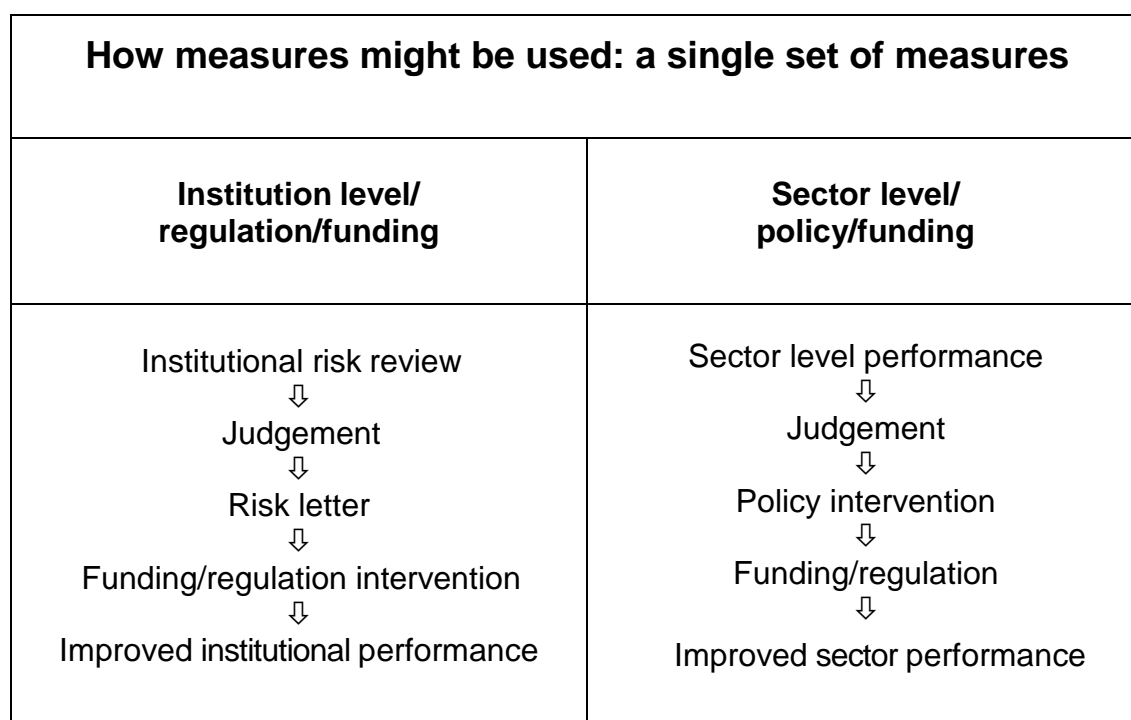 How measures might be used: a single set of measures
Institution level/
regulation/funding
Sector level/
policy/funding
Institutional risk review
⇩
Judgement
⇩
Risk letter
⇩
Funding/regulation intervention
⇩
Improved institutional performance
Sector level performance
⇩
Judgement
⇩
Policy intervention
⇩
Funding/regulation
⇩
Improved sector performance